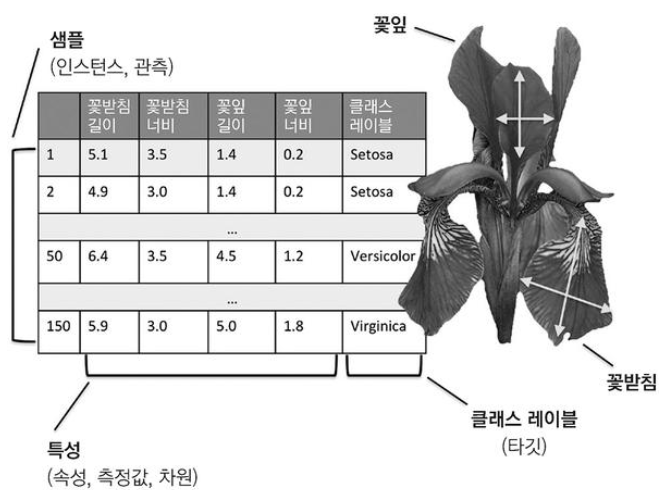 꽃잎
샘플
(인스턴스, 관측)
꽃받침 길이 꽃받침 너비 꽃잎 길이 꽃잎 너비 클래스 레이블
1 5.1 3.5 1.4 0.2 Setosa
2 4.9 3.0 1.4 0.2 Setosa
...
50 6.4 3.5 4.5 1.2 Versicolor
...
150 5.9 3.0 5.0 1.8 Virginica
꽃받침
클래스 레이블
(타깃)
특성
(속성, 측정값, 차원)